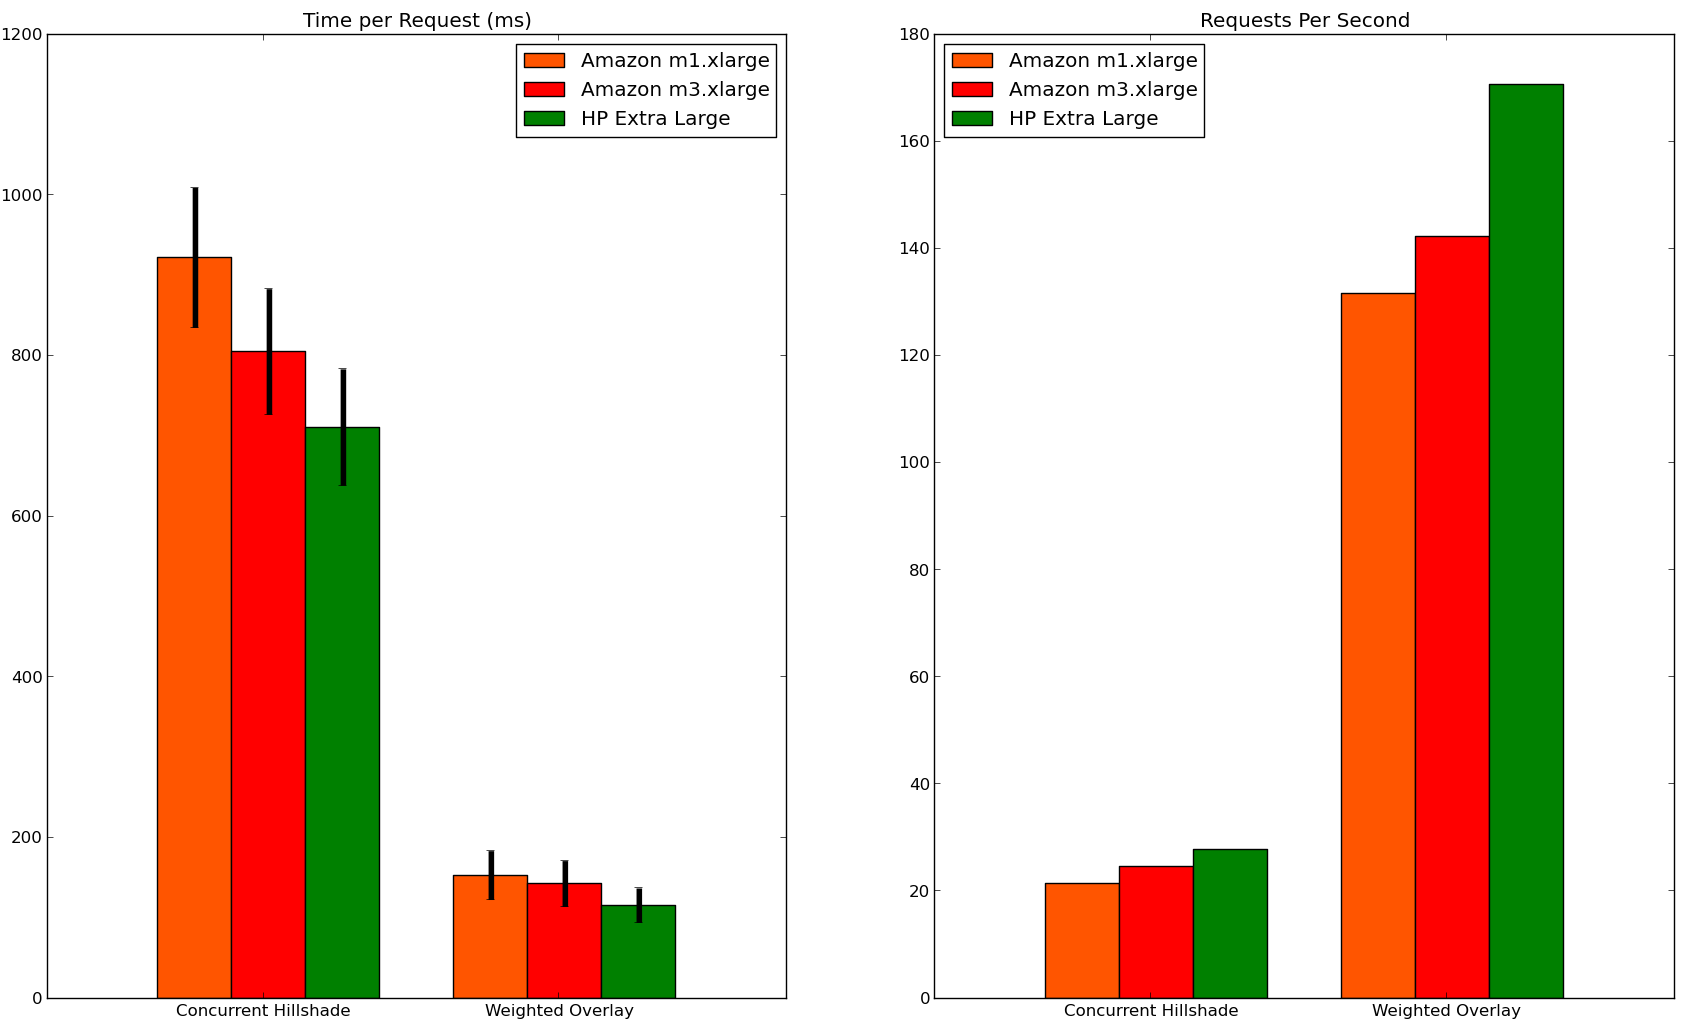 Time per Request (ms)
1200
1000
800
600
400
200
0
Amazon m1.xlarge
Amazon m3.xlarge
HP Extra Large
Concurrent Hillshade
Weighted Overlay
Requests Per Second
180
160
140
120
100
80
60
40
20
0
Amazon m1.xlarge
Amazon m3.xlarge
HP Extra Large
Concurrent Hillshade
Weighted Overlay